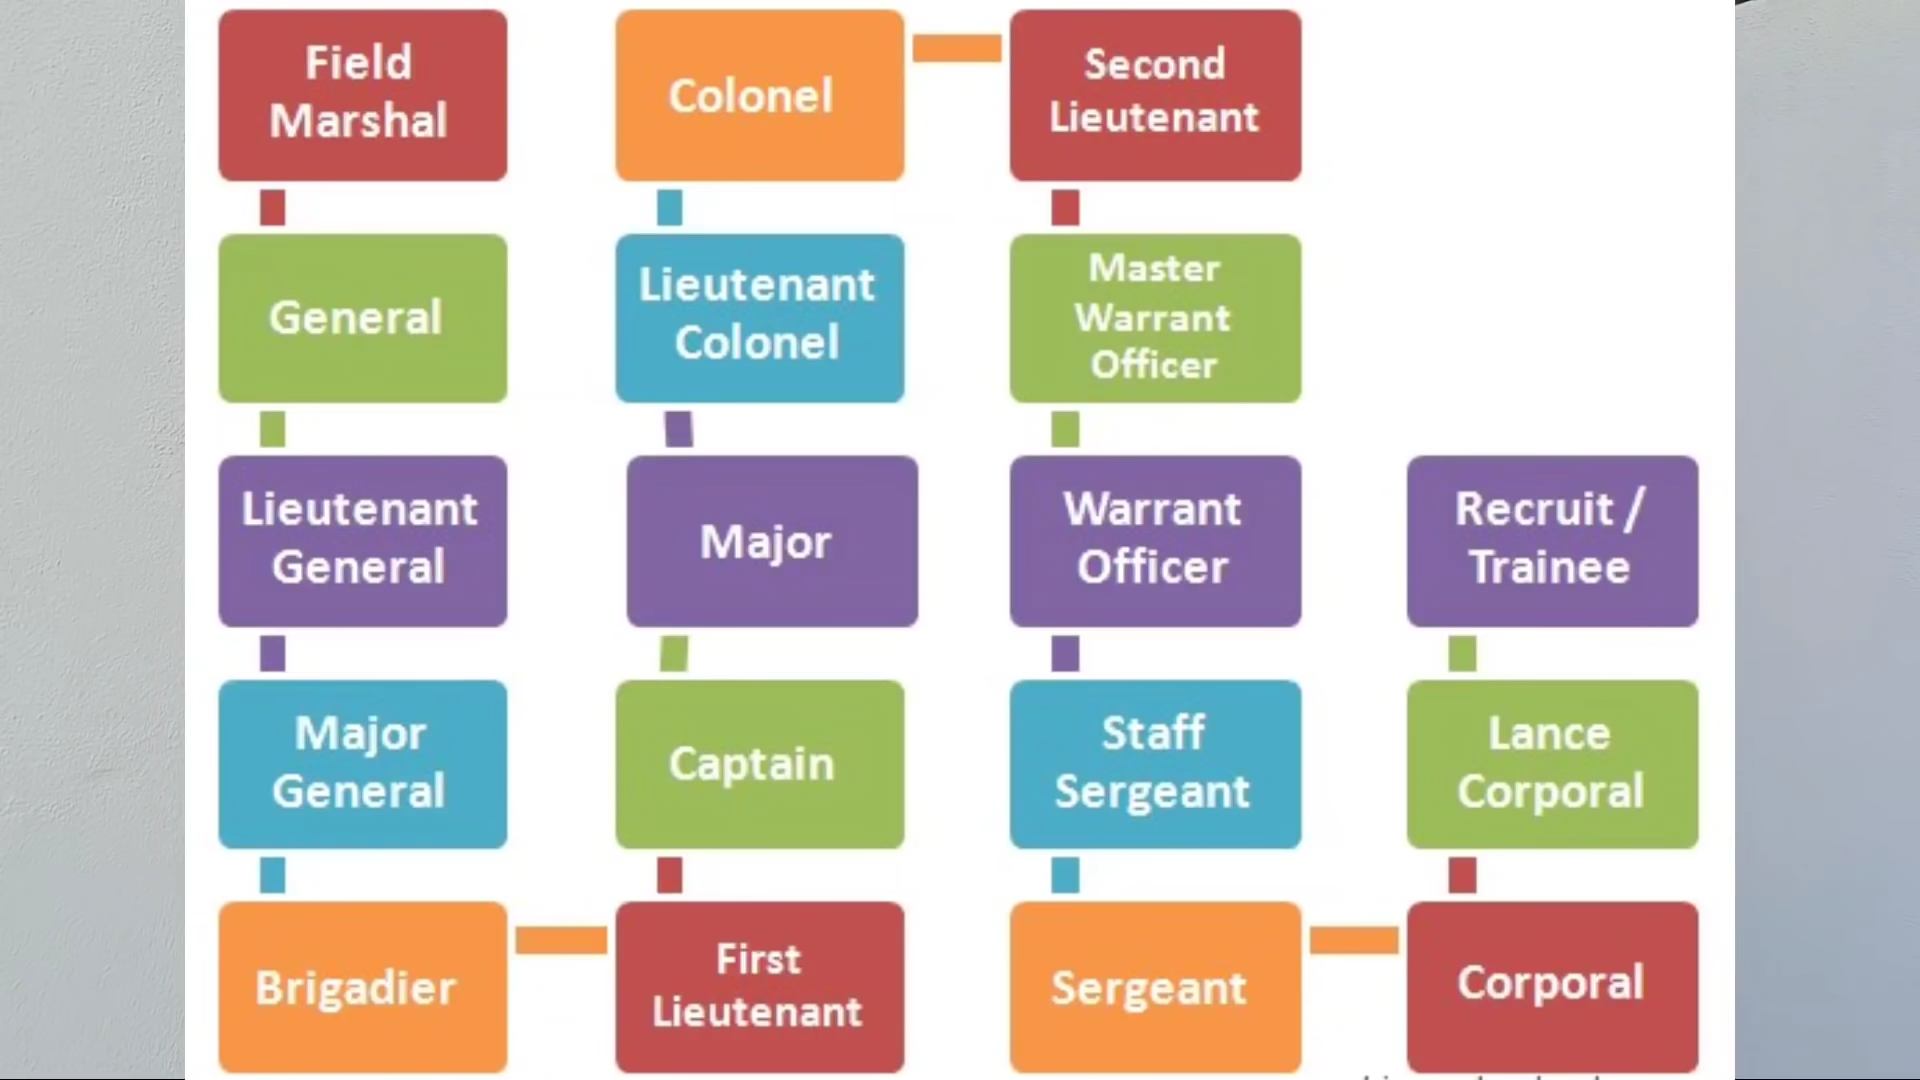 Field
Marshal
General
Lieutenant
General
Major
General
Brigadier
Colonel
Lieutenant
Colonel
Major
Captain
First
Lieutenant
Second
Lieutenant
Master
Warrant
Officer
Warrant
Officer
Staff
Sergeant
Sergeant
Recruit /
Trainee
Lance
Corporal
Corporal